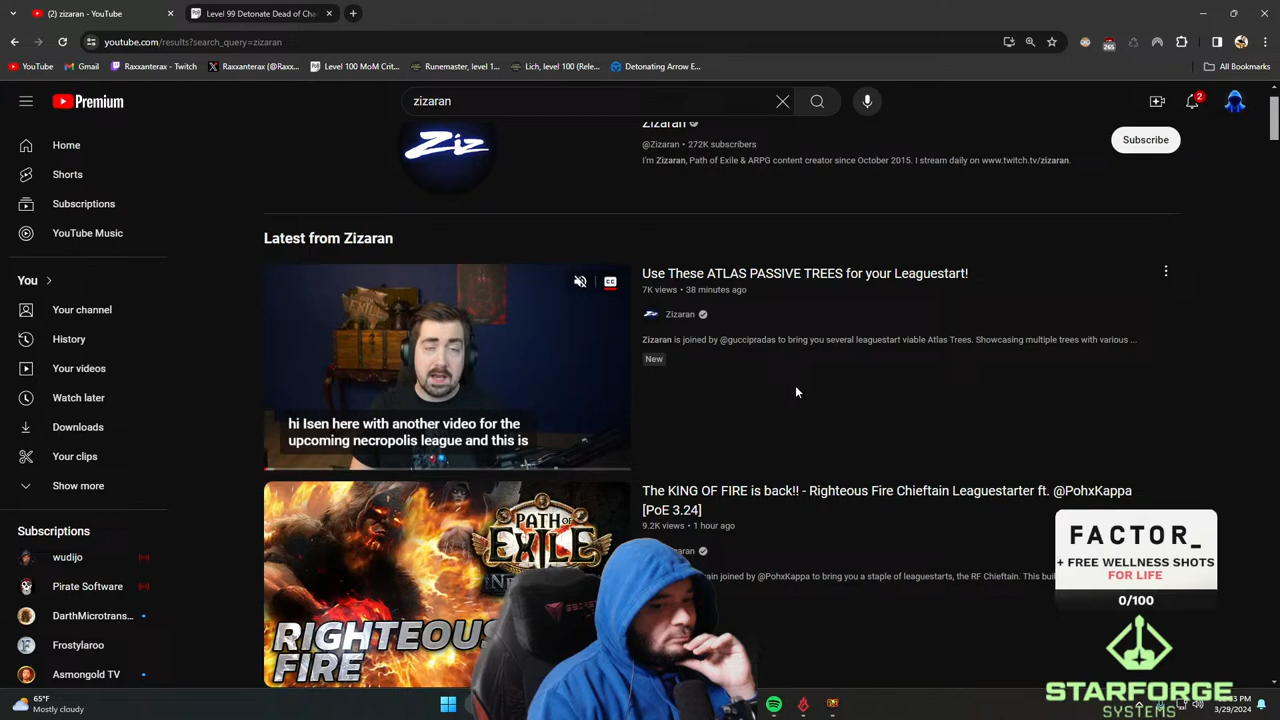 (2) zizaran - YouTube
Level 99 Detonate Dead of Cha
youtube.com/results?search_query=zizaran
265
YouTube
Gmail
Raxxanterax - Twitch
Raxxanterax (@Raxx...
Level 100 MoM Crit...
Runemaster, level 1...
Lich, level 100 (Rele...
Detonating Arrow E...
All Bookmarks
Premium
zizaran
2
Ziz
Zizaran
@Zizaran • 272K subscribers
I'm Zizaran, Path of Exile & ARPG content creator since October 2015. I stream daily on www.twitch.tv/zizaran.
Subscribe
Home
Shorts
Subscriptions
YouTube Music
You
Your channel
History
Your videos
Watch later
Downloads
Your clips
Show more
Subscriptions
wudijo
Pirate Software
DarthMicrotrans...
Frostylaroo
Asmongold TV
Latest from Zizaran
CC
hi Isen here with another video for the
upcoming necropolis league and this is
Use These ATLAS PASSIVE TREES for your Leaguestart!
7K views • 38 minutes ago
Zizaran
Zizaran is joined by @guccipradas to bring you several leaguestart viable Atlas Trees. Showcasing multiple trees with various ...
New
PATH OF
EXILE
RIGHTEOUS
FIRE
The KING OF FIRE is back!! - Righteous Fire Chieftain Leaguestarter ft. @PohxKappa
[PoE 3.24]
9.2K views • 1 hour ago
joined by @PohxKappa to bring you a staple of leaguestarts, the RF Chieftain. This bui
FACTOR_
+ FREE WELLNESS SHOTS
FOR LIFE
0/100
STARFORGE
SYSTEMS
65°F
Mostly cloudy
3/29/2024